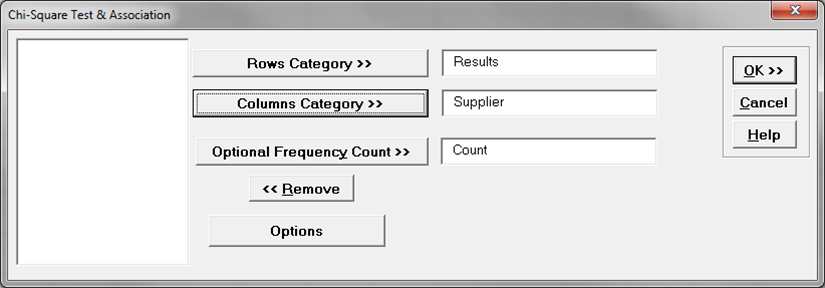 Chi-Square Test & Association
Rows Category >> Results
OK >>
Columns Category >> Supplier
Cancel
Help
Optional Frequency Count >> Count
<< Remove
Options